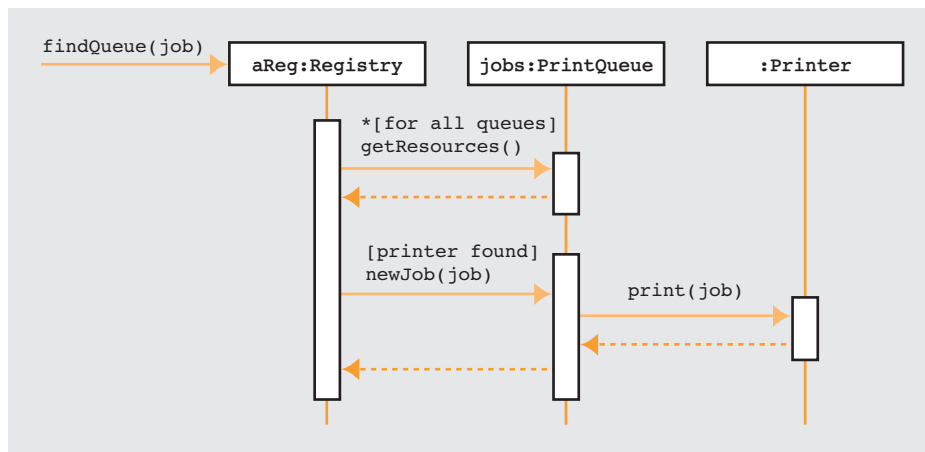 findQueue(job)
aReg:Registry
jobs:PrintQueue
:Printer
*[for all queues]
getResources()
[printer found]
newJob(job)
print(job)